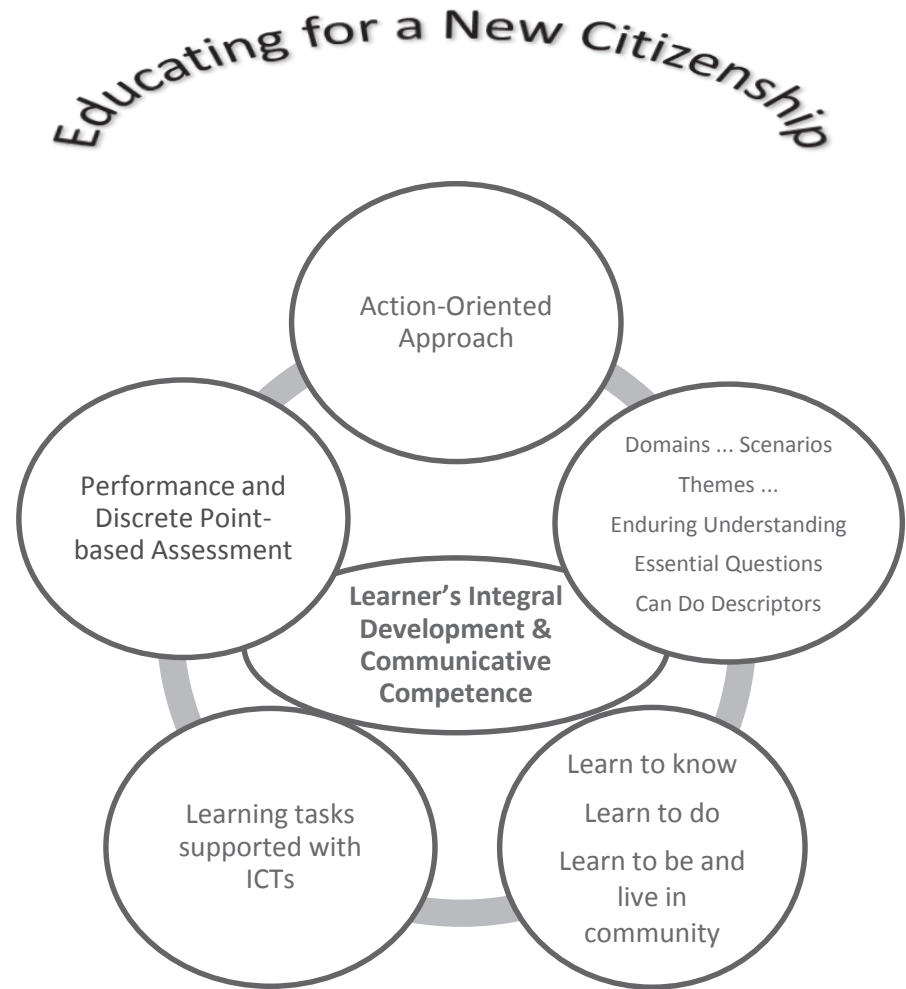 Educating for a New Citizenship
Action-Oriented
Approach
Domains ... Scenarios
Themes ...
Enduring Understanding
Essential Questions
Can Do Descriptors
Performance and
Discrete Point-
based Assessment
Learner’s Integral
Development &
Communicative
Competence
Learning tasks
supported with
ICTs
Learn to know
Learn to do
Learn to be and
live in
community